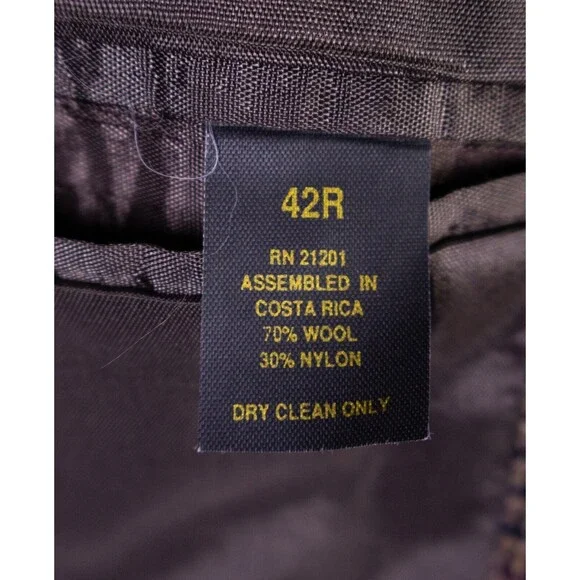 42R
RN 21201
ASSEMBLED IN
COSTA RICA
70% WOOL
30% NYLON
DRY CLEAN ONLY